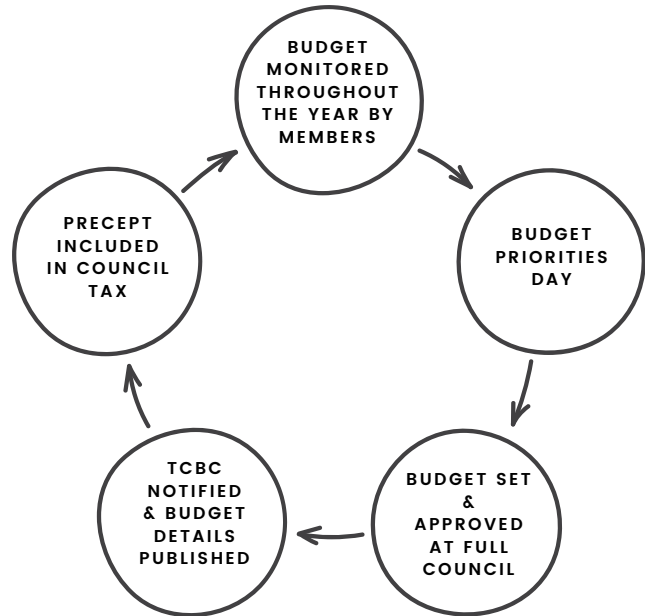 BUDGET
MONITORED
THROUGHOUT
THE YEAR BY
MEMBERS
BUDGET
PRIORITIES
DAY
BUDGET SET
&
APPROVED
AT FULL
COUNCIL
TCBC
NOTIFIED
& BUDGET
DETAILS
PUBLISHED
PRECEPT
INCLUDED
IN COUNCIL
TAX